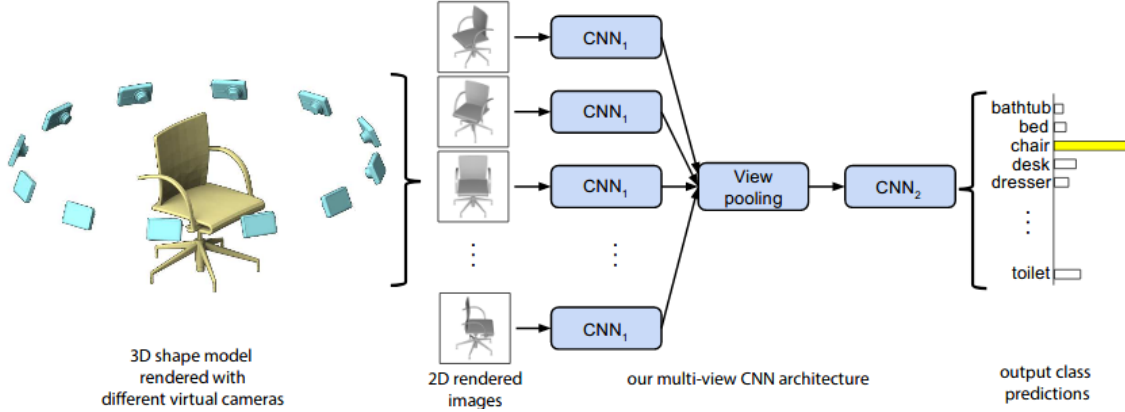 CNN1
CNN1
CNN1
CNN1
View
pooling
CNN2
bathtub
bed
chair
desk
dresser
toilet
3D shape model
rendered with
different virtual cameras
2D rendered
images
our multi-view CNN architecture
output class
predictions